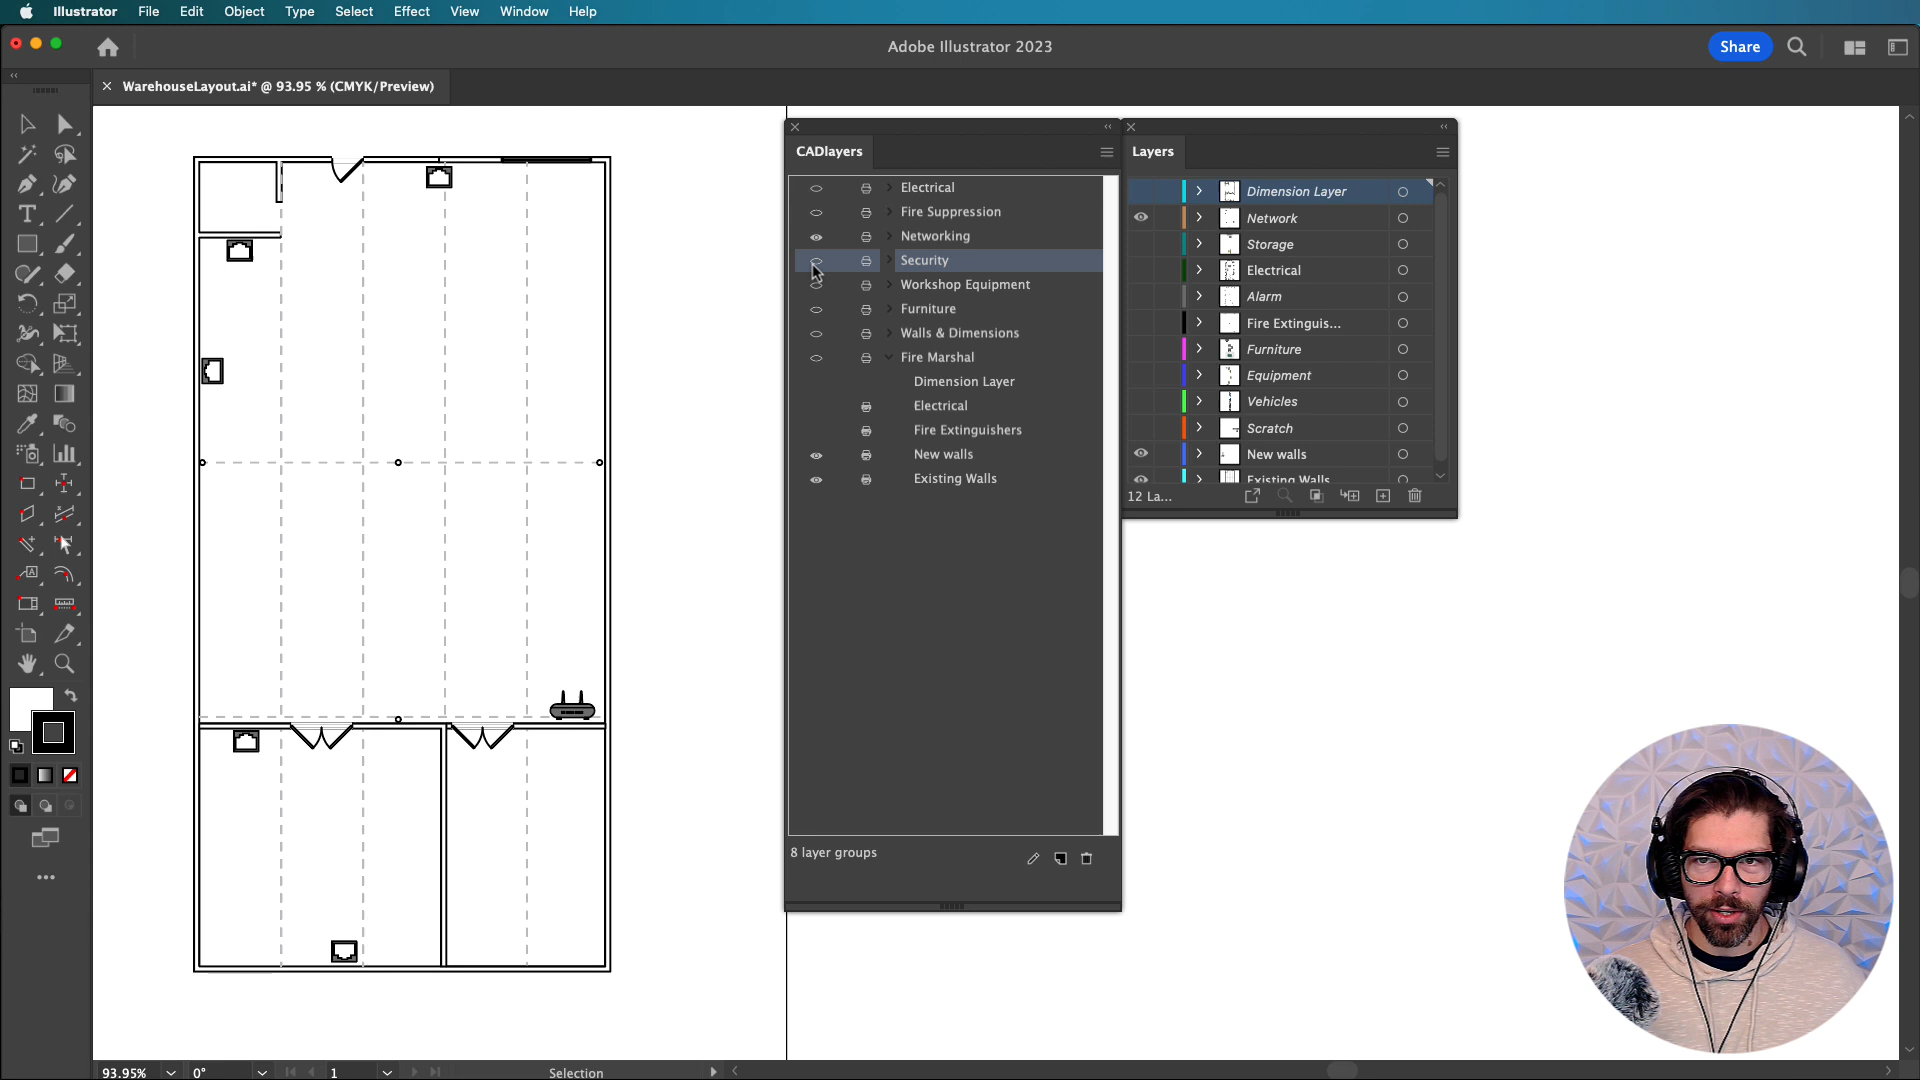 Illustrator File Edit Object Type Select Effect View Window Help
Adobe Illustrator 2023
Share
WarehouseLayout.ai* @ 93.95 % (CMYK/Preview)
CADlayers
Electrical
Fire Suppression
Networking
Security
Workshop Equipment
Furniture
Walls & Dimensions
Fire Marshal
Dimension Layer
Electrical
Fire Extinguishers
New walls
Existing Walls
8 layer groups
Layers
Dimension Layer
Network
Storage
Electrical
Alarm
Fire Extinguis...
Furniture
Equipment
Vehicles
Scratch
New walls
Existing Walls
12 La...
93.95% 0° 1 Selection